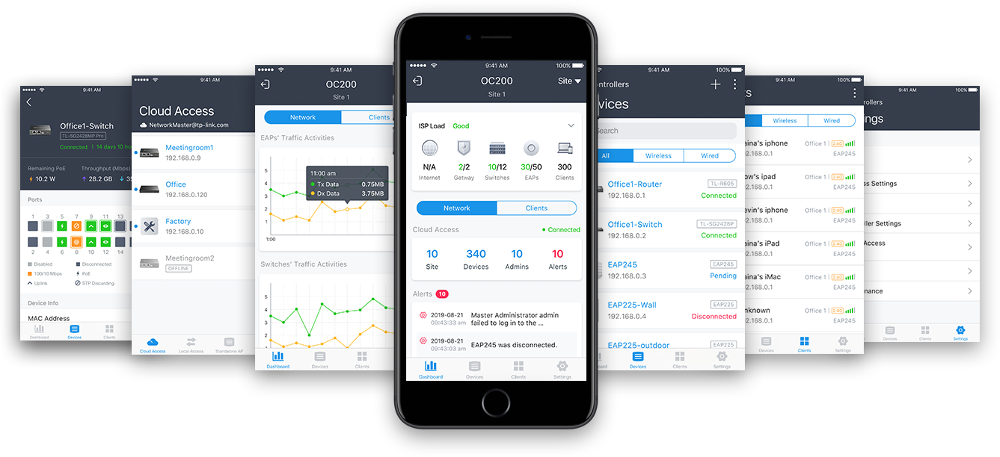 9:41 AM
Office1-Switch
TL-SG2428MP Pro
Connected | 14 days 10 ho
Remaining PoE
Throughput (Mbps)
10.2 W
28.2 GB
Ports
1 3 5 7 9 11 13
2 4 6 8 10 12 14
Disabled
Disconnected
100/10 Mbps
PoE
Uplink
STP Discarding
Device Info
MAC Address
Dashboard
Devices
Clients
9:41 AM
Cloud Access
NetworkMaster@tp-link.com
Meetingroom1
192.168.0.9
Office
192.168.0.120
Factory
192.168.0.10
Meetingroom2
OFFLINE
Cloud Access
Local Access
Standalone AP
9:41 AM
OC200
Site 1
Network
Clients
EAPs' Traffic Activities
5
4
3
2
1
11:00 am
Tx Data 0.75MB
Dx Data 3.75MB
1:00
Switches' Traffic Activities
5
4
3
2
1
Dashboard
Devices
Clients
9:41 AM
100%
OC200
Site
Site 1
ISP Load Good
N/A
2/2
10/12
30/50
300
Internet
Getway
Switches
EAPs
Clients
Network
Clients
Cloud Access
Connected
10
340
10
10
Site
Devices
Admins
Alerts
Alerts 10
2019-08-21
09:43:33 am
Master Administrator admin
failed to log in to the ...
2019-08-21
09:43:03 am
EAP245 was disconnected.
Dashboard
Devices
Clients
Settings
9:41 AM
100%
ontrollers
vices
Search
All
Wireless
Wired
Office1-Router
TL-R605
192.168.0.1
Connected
Office1-Switch
TL-SG2428P
192.168.0.2
Connected
EAP245
EAP245
192.168.0.3
Pending
EAP225-Wall
EAP225
192.168.0.4
Disconnected
EAP225-outdoor
EAP225
board
Devices
Clients
Settings
9:41 AM
100%
ts
Wireless
Wired
aina's iphone
Office 1 | 2.4G
2.168.0.1
EAP245
ow's ipad
Office 1 | 2.4G
2.168.0.1
EAP245
evin's iphone
Office 1 | 2.4G
2.168.0.1
EAP245
aina's iPad
Office 1 | 2.4G
2.168.0.1
EAP245
aina's iMac
Office 1 | 2.4G
2.168.0.1
EAP245
nknown
Office 1 | 2.4G
2.168.0.1
EAP245
Devices
Clients
Settings
9:41 AM
100%
rollers
ngs
ss Settings
ller Settings
Access
nance
Devices
Clients
Settings